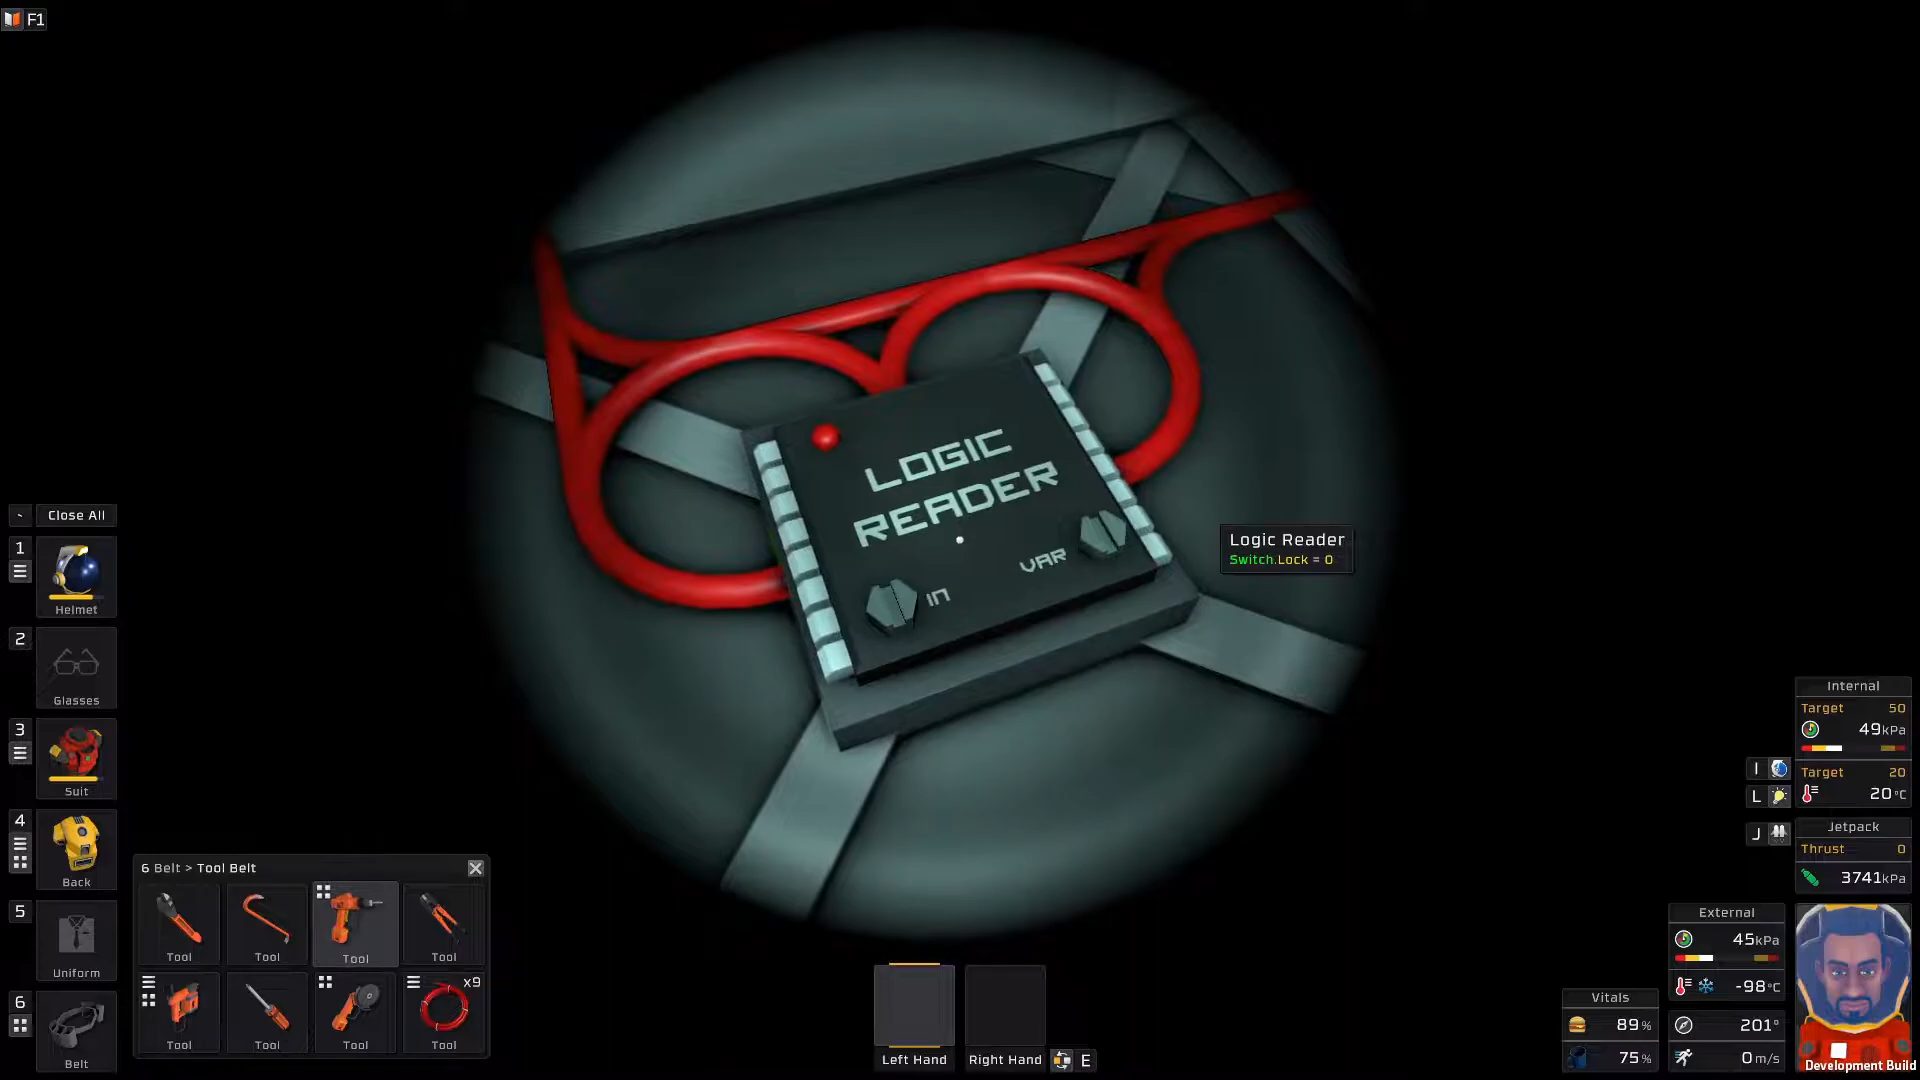 F1
LOGIC
READER
IN
VAR
Logic Reader
Switch.Lock = 0
~ Close All
1
Helmet
2
Glasses
3
Suit
4
Back
5
Uniform
6
Belt
6 Belt > Tool Belt
Tool
Tool
Tool
Tool
Tool
Tool
Tool
x9
Tool
Left Hand
Right Hand
E
Internal
Target 50
49kPa
Target 20
20°C
I
L
J
Jetpack
Thrust 0
3741kPa
External
45kPa
-98°C
Vitals
89%
75%
201°
0m/s
Development Build